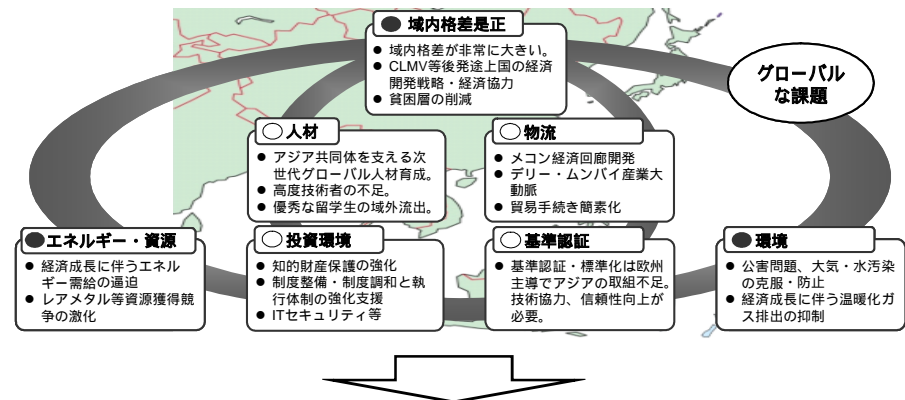 ● 域内格差是正
● 域内格差が非常に大きい。
● CLMV等後発途上国の経済
開発戦略・経済協力
● 貧困層の削減
グローバル
な課題
○ 人材
● アジア共同体を支える次
世代グローバル人材育成。
● 高度技術者の不足。
● 優秀な留学生の域外流出。
○ 物流
● メコン経済回廊開発
● デリー・ムンバイ産業大
動脈
● 貿易手続き簡素化
● エネルギー・資源
● 経済成長に伴うエネル
ギー需給の逼迫
● レアメタル等資源獲得競
争の激化
○ 投資環境
● 知的財産保護の強化
● 制度整備・制度調和と執
行体制の強化支援
● ITセキュリティ等
○ 基準認証
● 基準認証・標準化は欧州
主導でアジアの取組不足。
技術協力、信頼性向上が
必要。
● 環境
● 公害問題、大気・水汚染
の克服・防止
● 経済成長に伴う温暖化ガ
ス排出の抑制